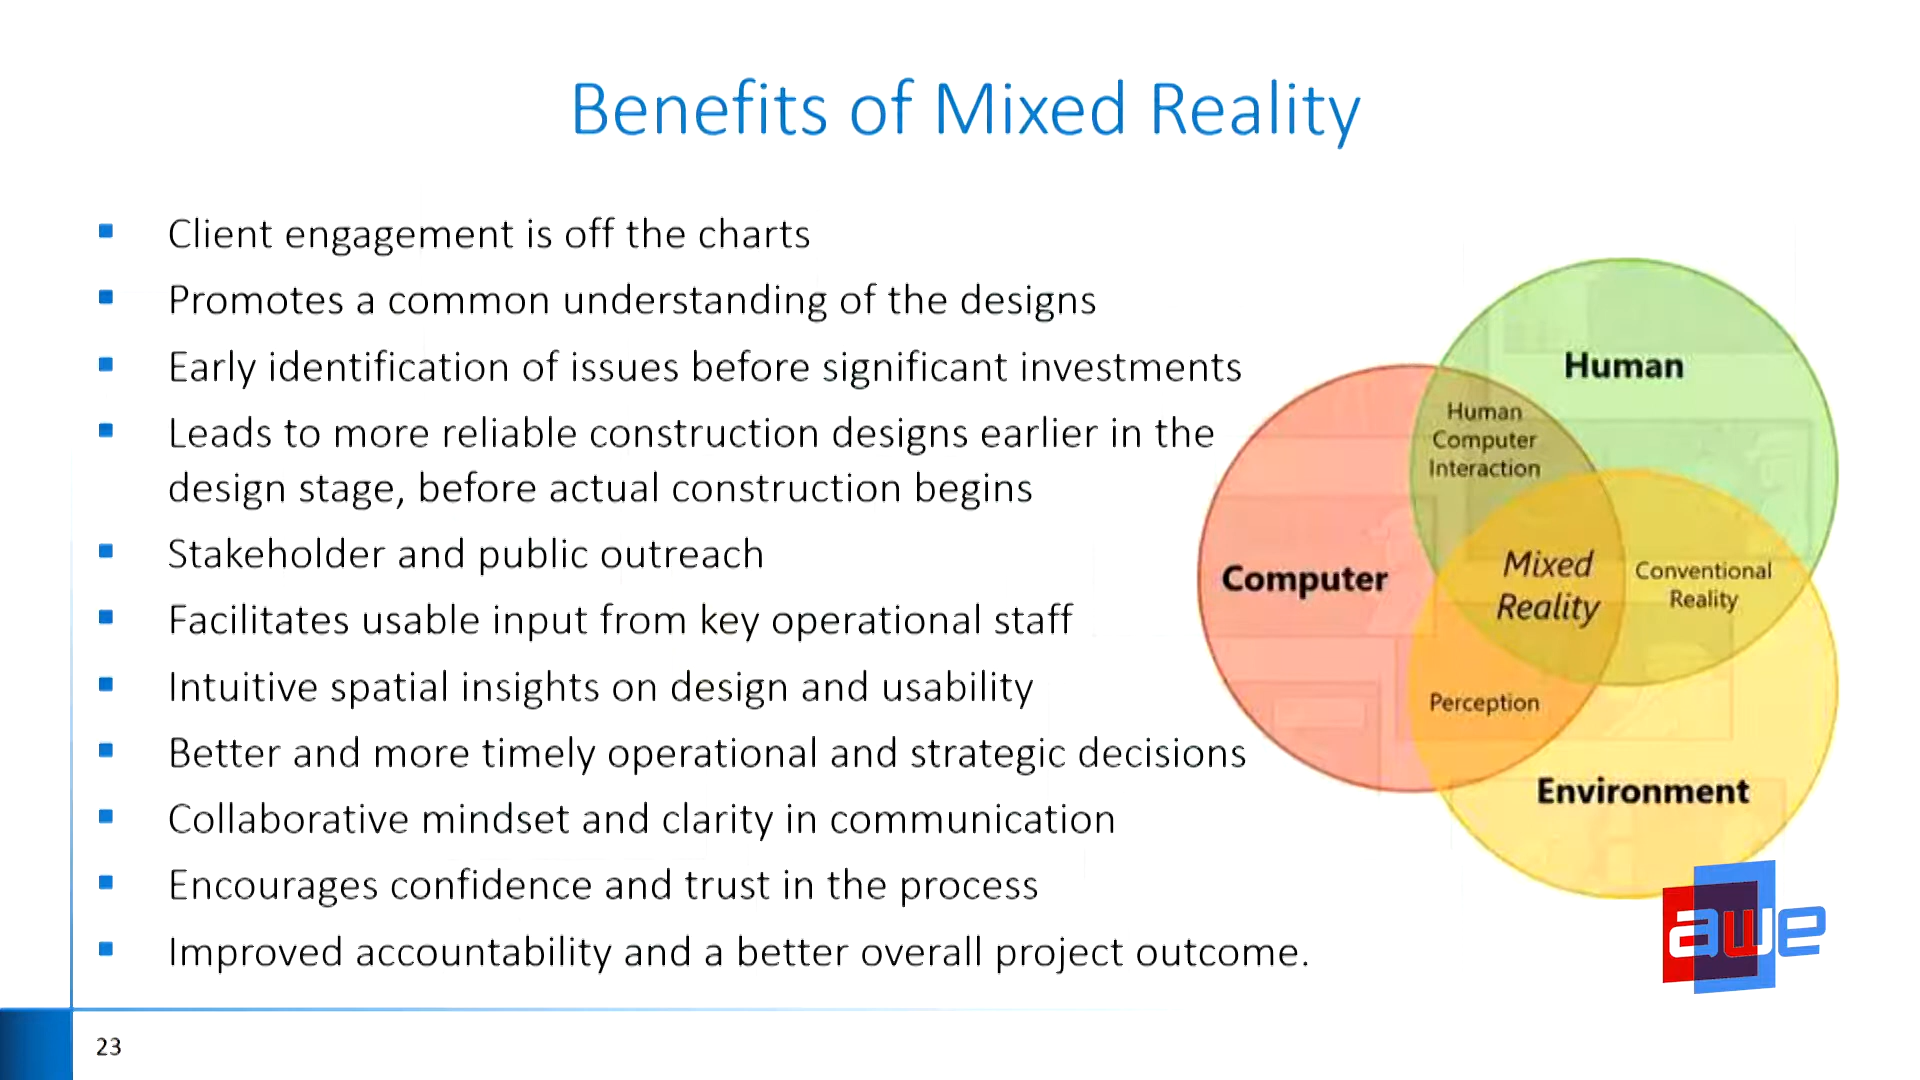 Benefits of Mixed Reality
Client engagement is off the charts
Promotes a common understanding of the designs
Early identification of issues before significant investments
Leads to more reliable construction designs earlier in the
design stage, before actual construction begins
Stakeholder and public outreach
Facilitates usable input from key operational staff
Intuitive spatial insights on design and usability
Better and more timely operational and strategic decisions
Collaborative mindset and clarity in communication
Encourages confidence and trust in the process
Improved accountability and a better overall project outcome.
Human
Human
Computer
Interaction
Computer
Mixed
Reality
Conventional
Reality
Perception
Environment
awe
23